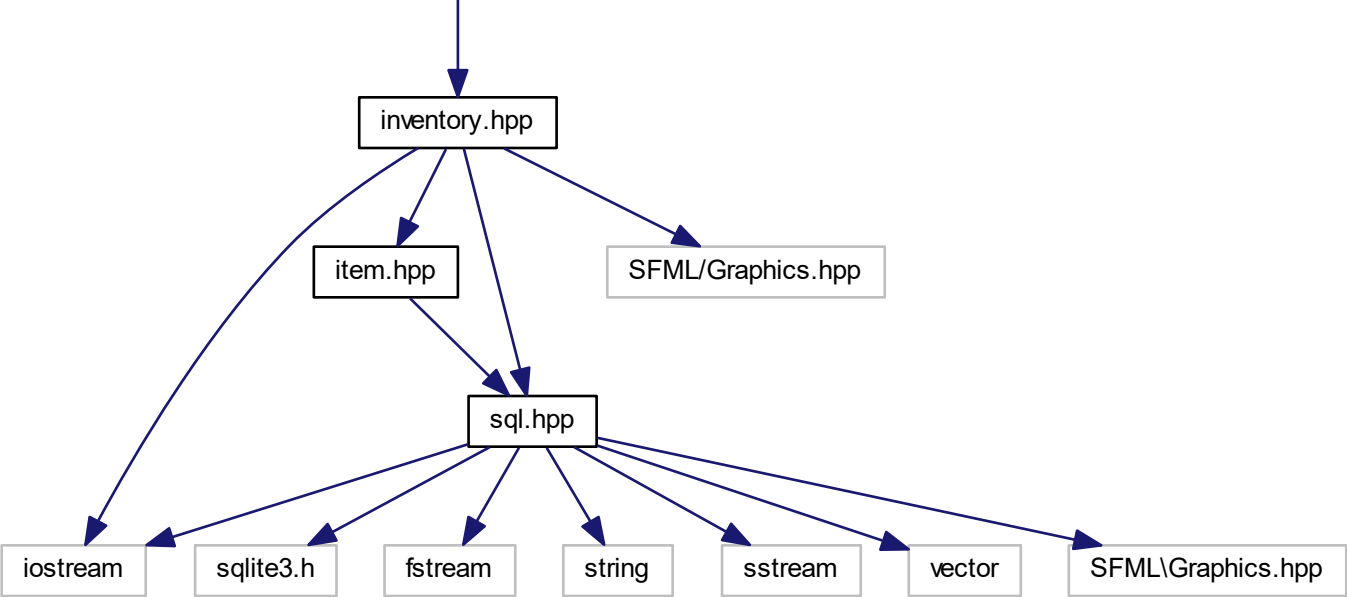 inventory.hpp
item.hpp
SFML/Graphics.hpp
sql.hpp
iostream
sqlite3.h
fstream
string
sstream
vector
SFML\Graphics.hpp